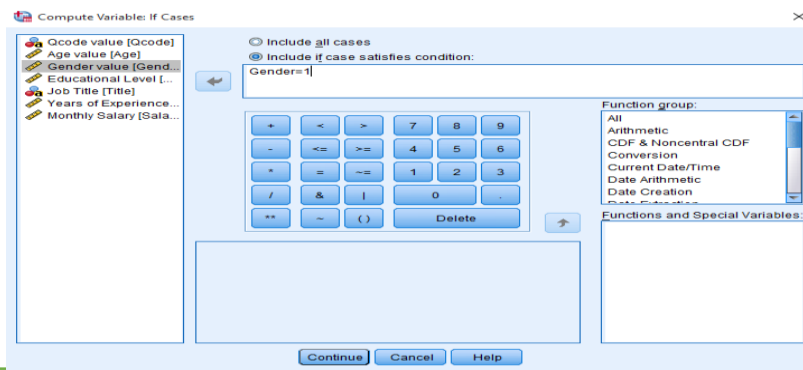 Compute Variable: If Cases
Qcode value [Qcode]
Age value [Age]
Gender value [Gend...
Educational Level [...
Job Title [Title]
Years of Experience...
Monthly Salary [Sala...
Include all cases
Include if case satisfies condition:
Gender=1
+ < > 7 8 9
- <= >= 4 5 6
* = ~= 1 2 3
/ & | 0 .
** ~ ( ) Delete
Function group:
All
Arithmetic
CDF & Noncentral CDF
Conversion
Current Date/Time
Date Arithmetic
Date Creation
Date Extraction
Functions and Special Variables:
Continue Cancel Help